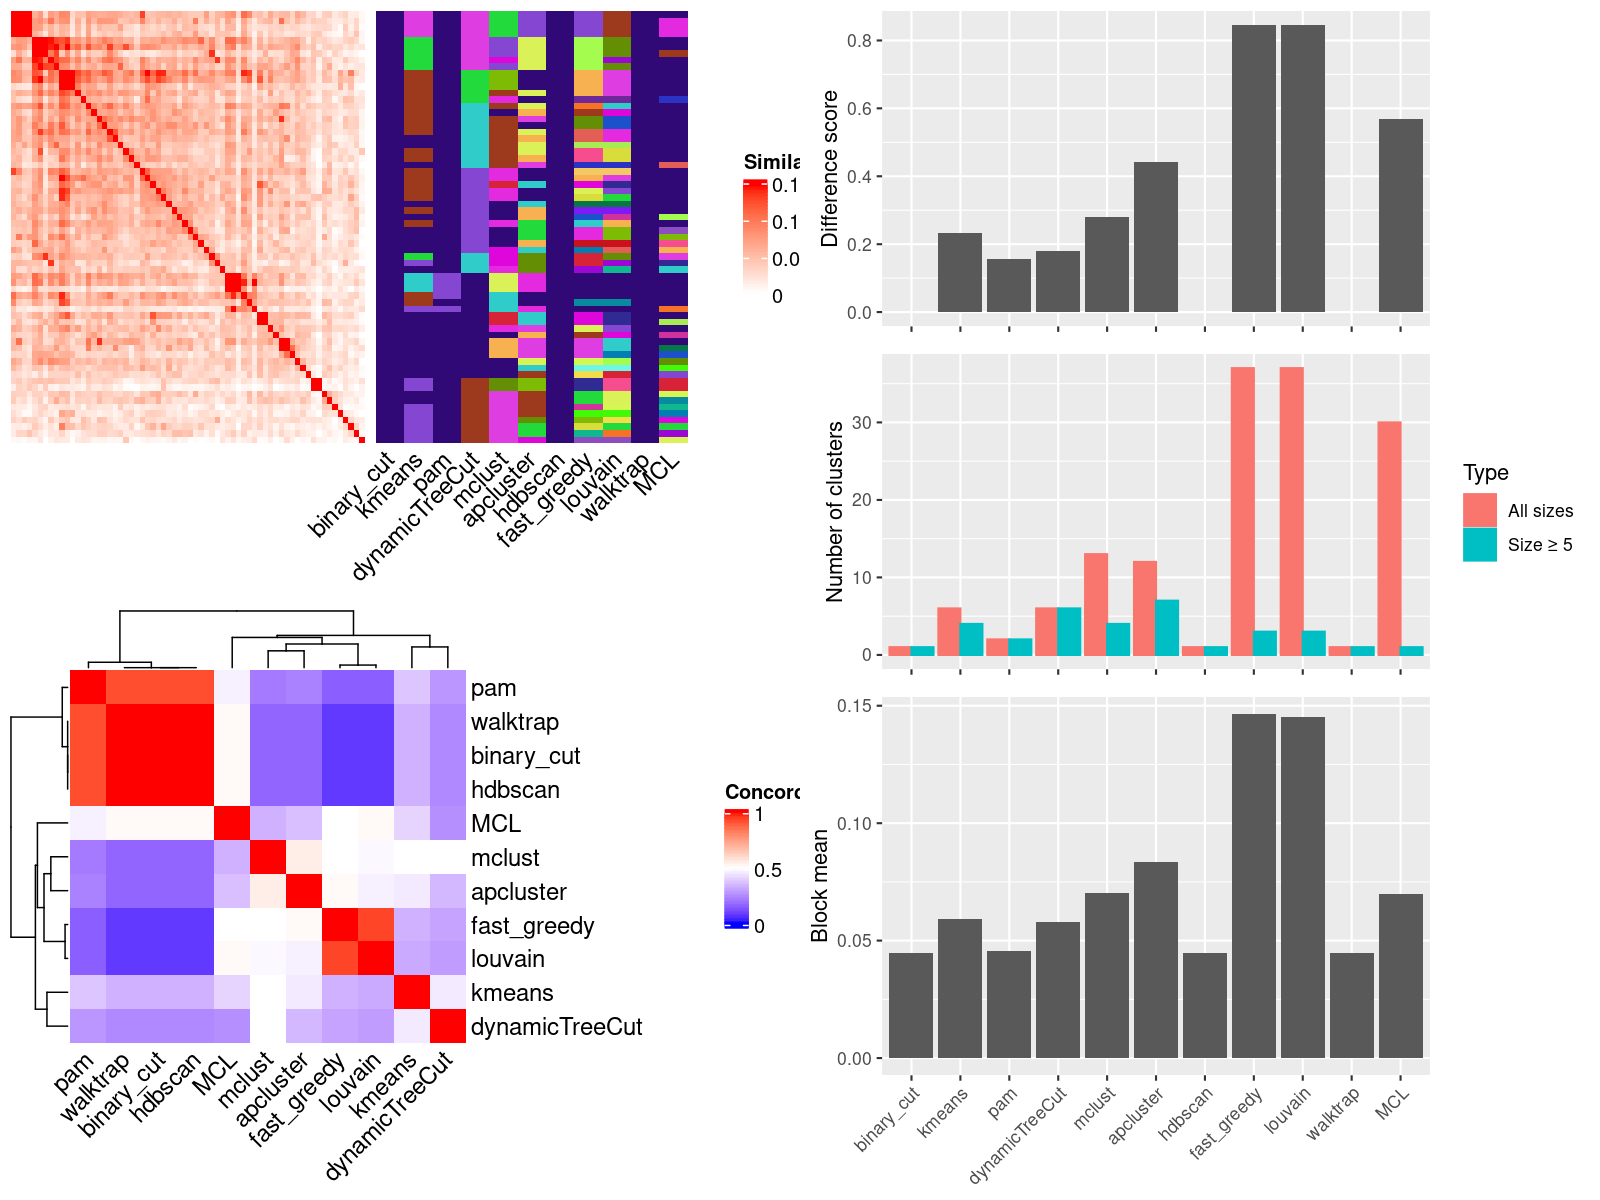 Simila
0.1
0.1
0.0
0
binary_cut
kmeans
pam
dynamicTreeCut
mclust
apcluster
hdbscan
fast_greedy
louvain
walktrap
MCL
pam
walktrap
binary_cut
hdbscan
MCL
mclust
apcluster
fast_greedy
louvain
kmeans
dynamicTreeCut
pam
walktrap
binary_cut
hdbscan
MCL
mclust
apcluster
fast_greedy
louvain
kmeans
dynamicTreeCut
Concord
1
0.5
0
Difference score
0.8
0.6
0.4
0.2
0.0
Number of clusters
30
20
10
0
Type
All sizes
Size ≥ 5
Block mean
0.15
0.10
0.05
0.00
binary_cut
kmeans
pam
dynamicTreeCut
mclust
apcluster
hdbscan
fast_greedy
louvain
walktrap
MCL